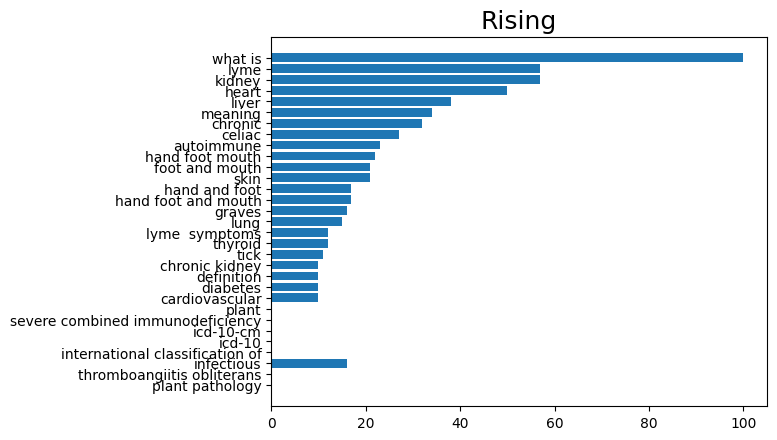 Rising
what is
lyme
kidney
heart
liver
meaning
chronic
celiac
autoimmune
hand foot mouth
foot and mouth
skin
hand and foot
hand foot and mouth
graves
lung
lyme  symptoms
thyroid
tick
chronic kidney
definition
diabetes
cardiovascular
plant
severe combined immunodeficiency
icd-10-cm
icd-10
international classification of
infectious
thromboangiitis obliterans
plant pathology
0 20 40 60 80 100